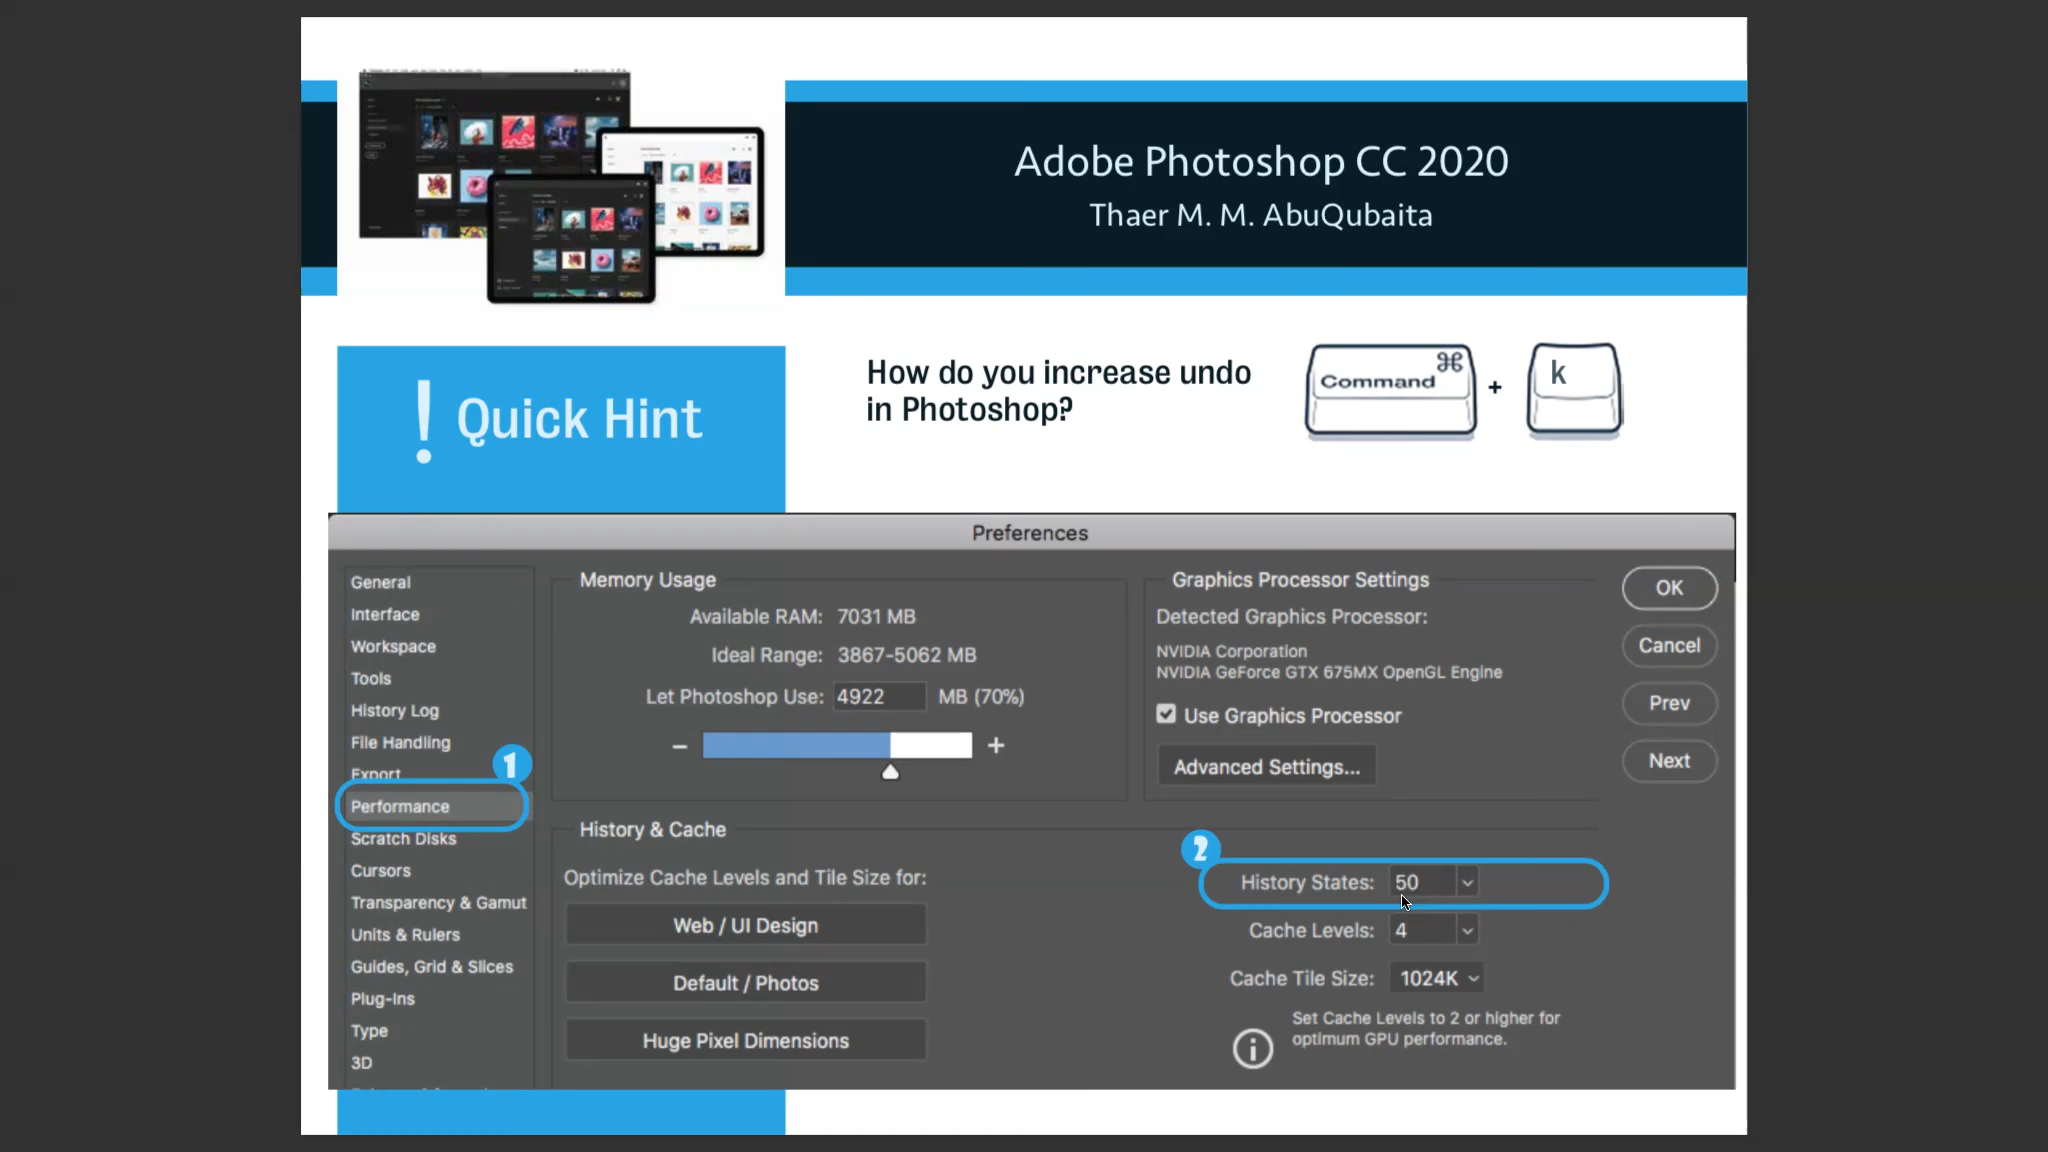 Adobe Photoshop CC 2020
Thaer M. M. AbuQubaita
! Quick Hint
How do you increase undo
in Photoshop?
Command ⌘ + k
Preferences
General
Interface
Workspace
Tools
History Log
File Handling
Export
1
Performance
Scratch Disks
Cursors
Transparency & Gamut
Units & Rulers
Guides, Grid & Slices
Plug-Ins
Type
3D
Memory Usage
Available RAM: 7031 MB
Ideal Range: 3867-5062 MB
Let Photoshop Use: 4922 MB (70%)
− +
Graphics Processor Settings
Detected Graphics Processor:
NVIDIA Corporation
NVIDIA GeForce GTX 675MX OpenGL Engine
Use Graphics Processor
Advanced Settings...
OK
Cancel
Prev
Next
History & Cache
Optimize Cache Levels and Tile Size for:
Web / UI Design
Default / Photos
Huge Pixel Dimensions
2
History States: 50
Cache Levels: 4
Cache Tile Size: 1024K
Set Cache Levels to 2 or higher for
optimum GPU performance.